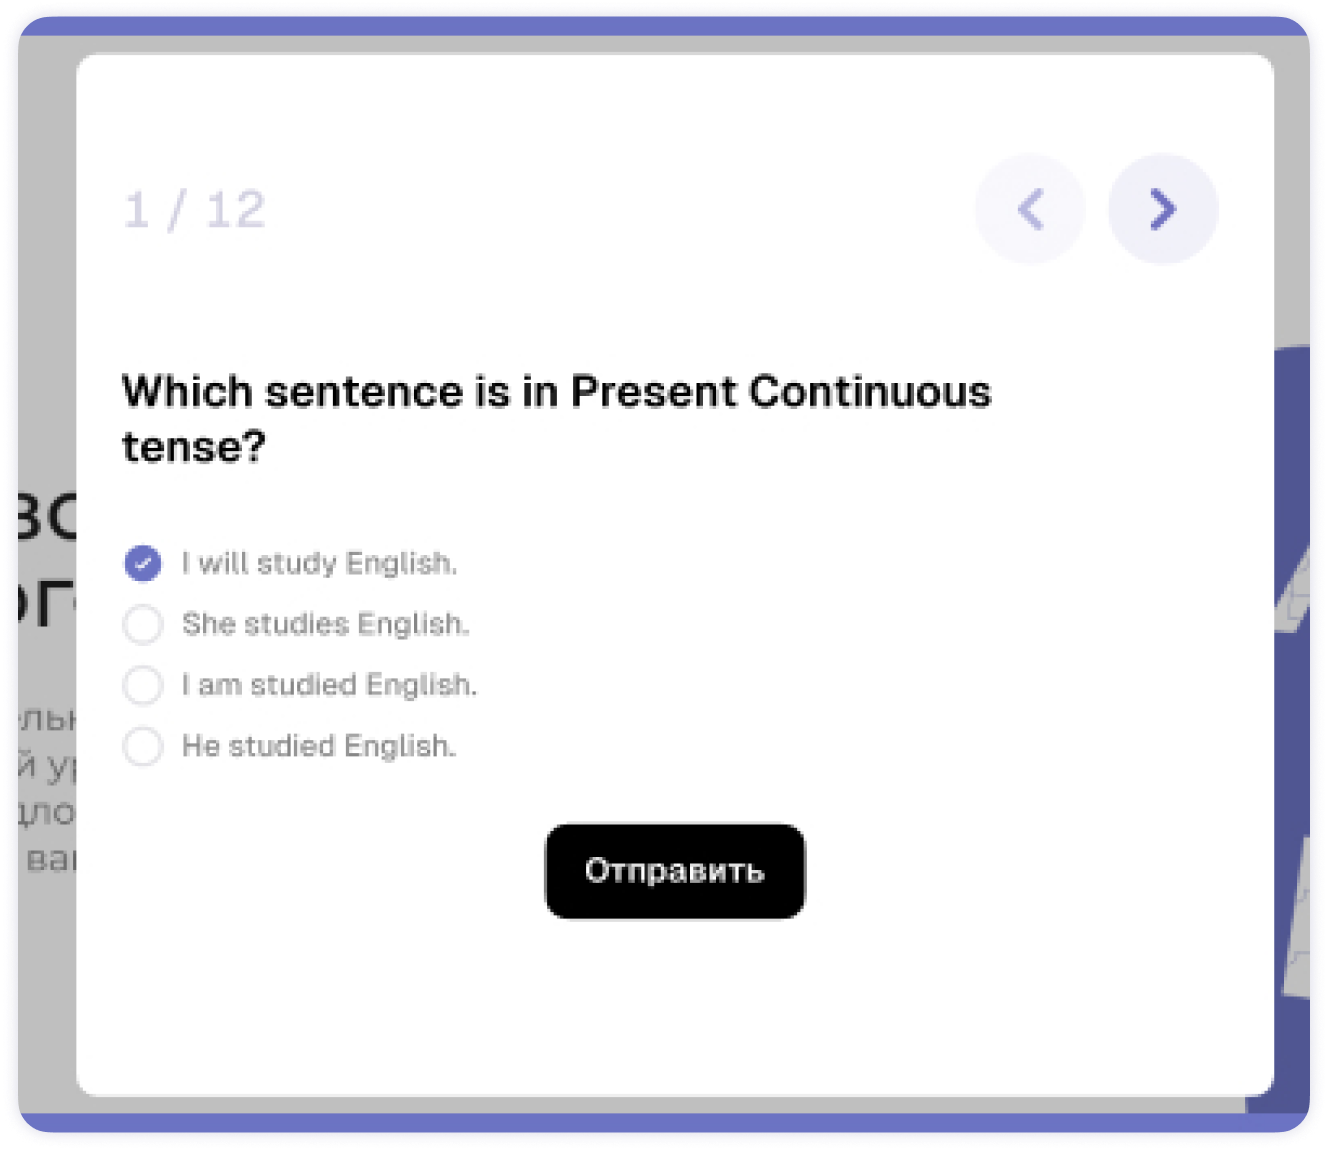 1 / 12
Which sentence is in Present Continuous
tense?
I will study English.
She studies English.
I am studied English.
He studied English.
Отправить